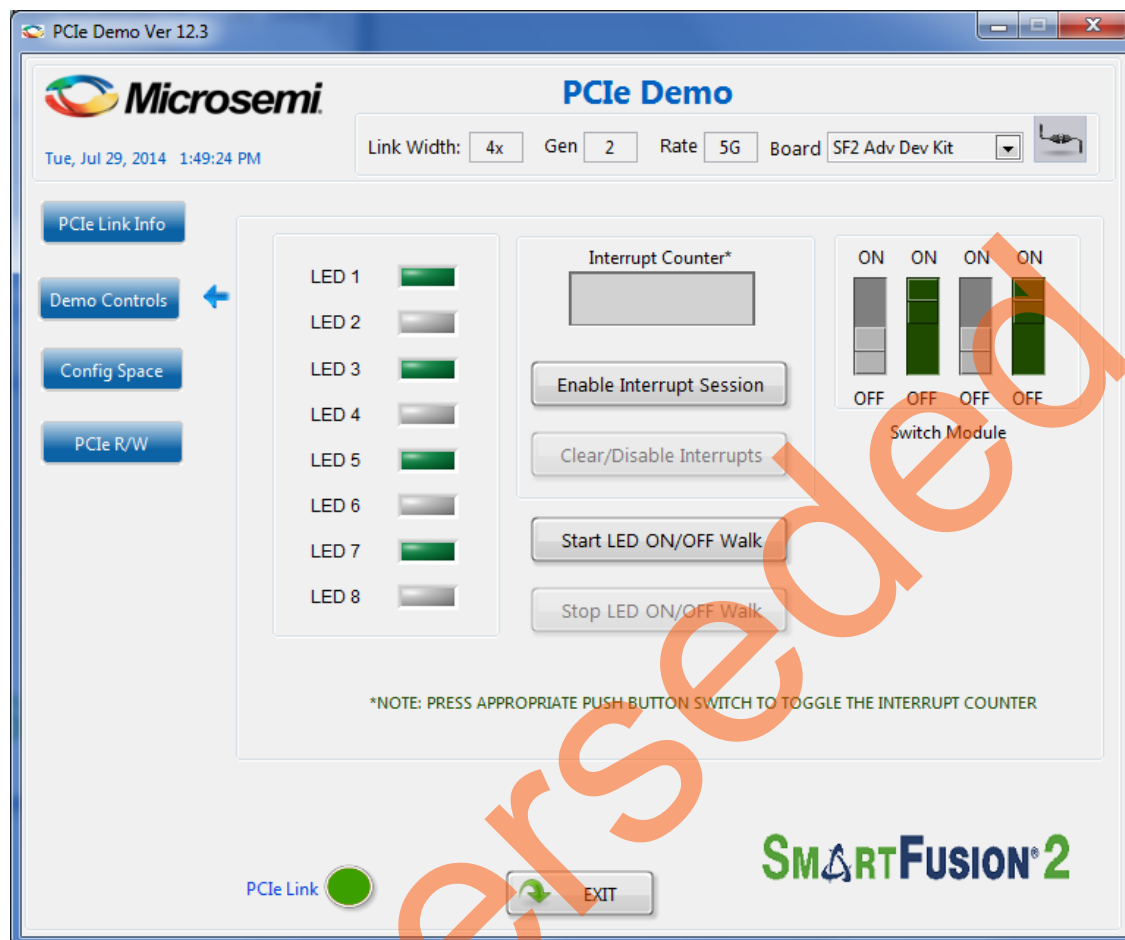 PCIe Demo Ver 12.3
Microsemi.
PCIe Demo
Tue, Jul 29, 2014 1:49:24 PM
Link Width: 4x Gen 2 Rate 5G Board SF2 Adv Dev Kit
PCIe Link Info
Demo Controls
Config Space
PCIe R/W
LED 1
LED 2
LED 3
LED 4
LED 5
LED 6
LED 7
LED 8
Interrupt Counter*
Enable Interrupt Session
Clear/Disable Interrupts
Start LED ON/OFF Walk
Stop LED ON/OFF Walk
ON ON ON ON
OFF OFF OFF OFF
Switch Module
*NOTE: PRESS APPROPRIATE PUSH BUTTON SWITCH TO TOGGLE THE INTERRUPT COUNTER
SMARTFUSION®2
PCIe Link
EXIT
erseded